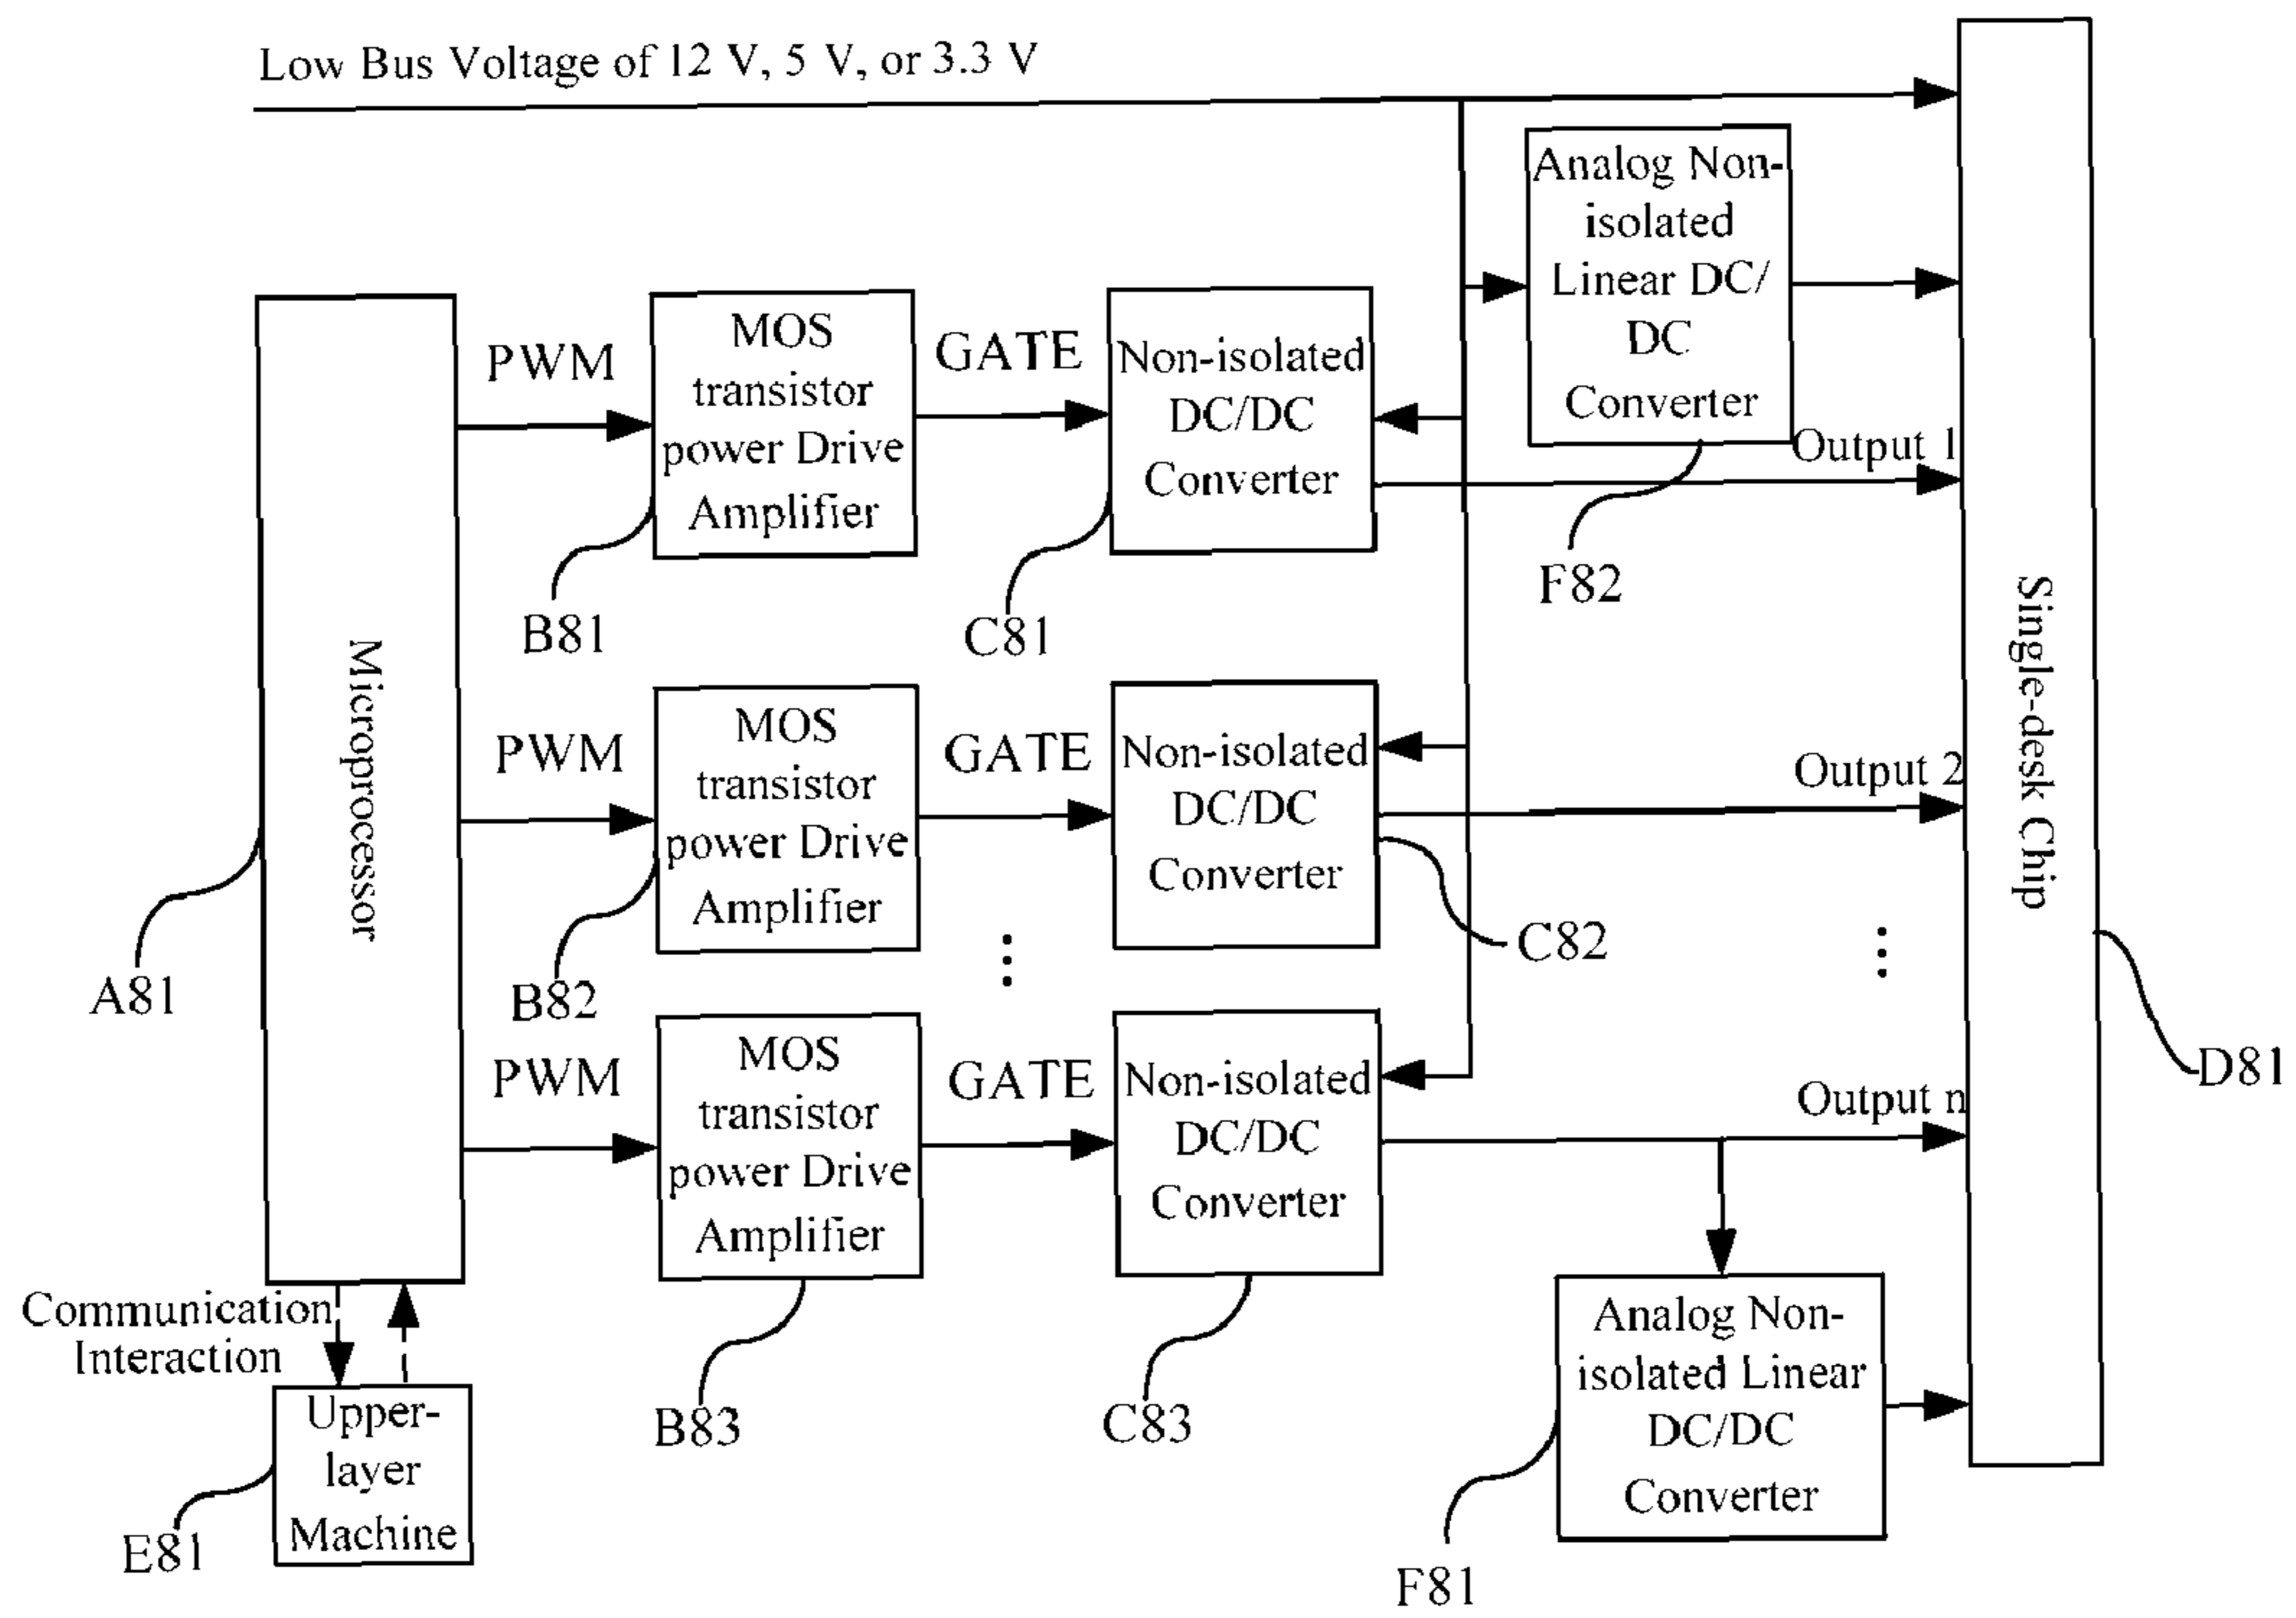 Low Bus Voltage of 12 V, 5 V, or 3.3 V
Analog Non-
isolated
Linear DC/
DC
Converter
F82
Microprocessor
A81
PWM
MOS
transistor
power Drive
Amplifier
B81
GATE
Non-isolated
DC/DC
Converter
C81
Output 1
PWM
MOS
transistor
power Drive
Amplifier
B82
GATE
Non-isolated
DC/DC
Converter
C82
Output 2
PWM
MOS
transistor
power Drive
Amplifier
B83
GATE
Non-isolated
DC/DC
Converter
C83
Output n
Single-desk Chip
D81
Communication
Interaction
Upper-
layer
Machine
E81
Analog Non-
isolated Linear
DC/DC
Converter
F81